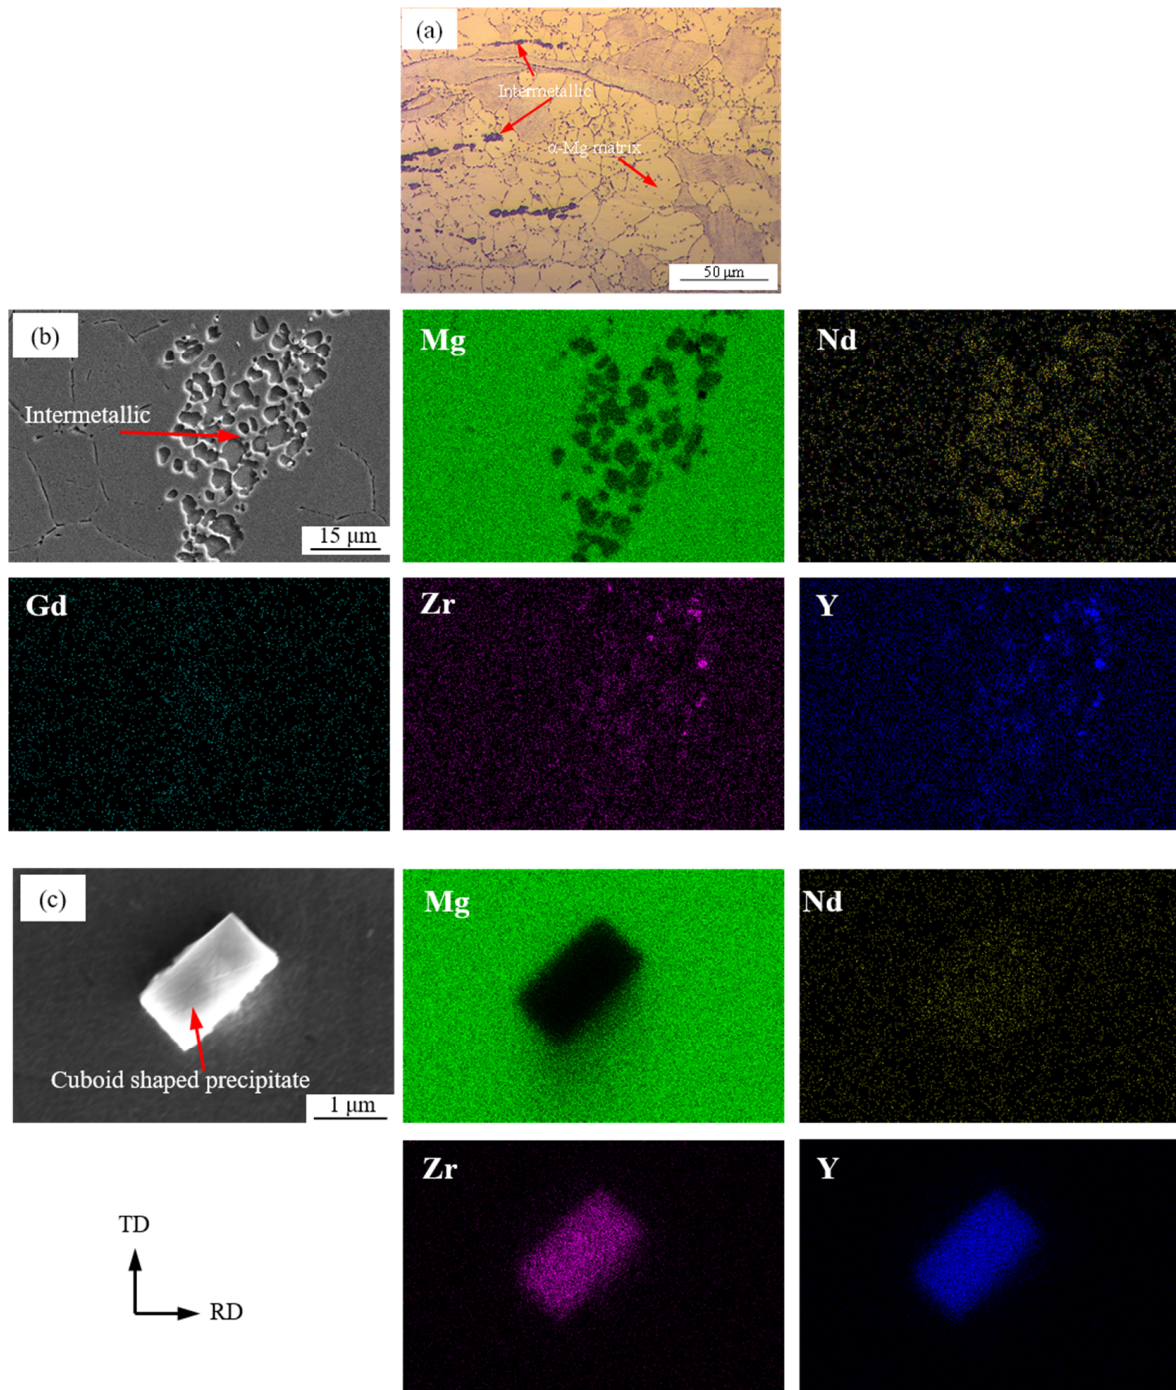 (a)
Intermetallic
α-Mg matrix
50 μm
(b)
Intermetallic
15 μm
Mg
Nd
Gd
Zr
Y
(c)
Cuboid shaped precipitate
1 μm
Mg
Nd
TD
RD
Zr
Y